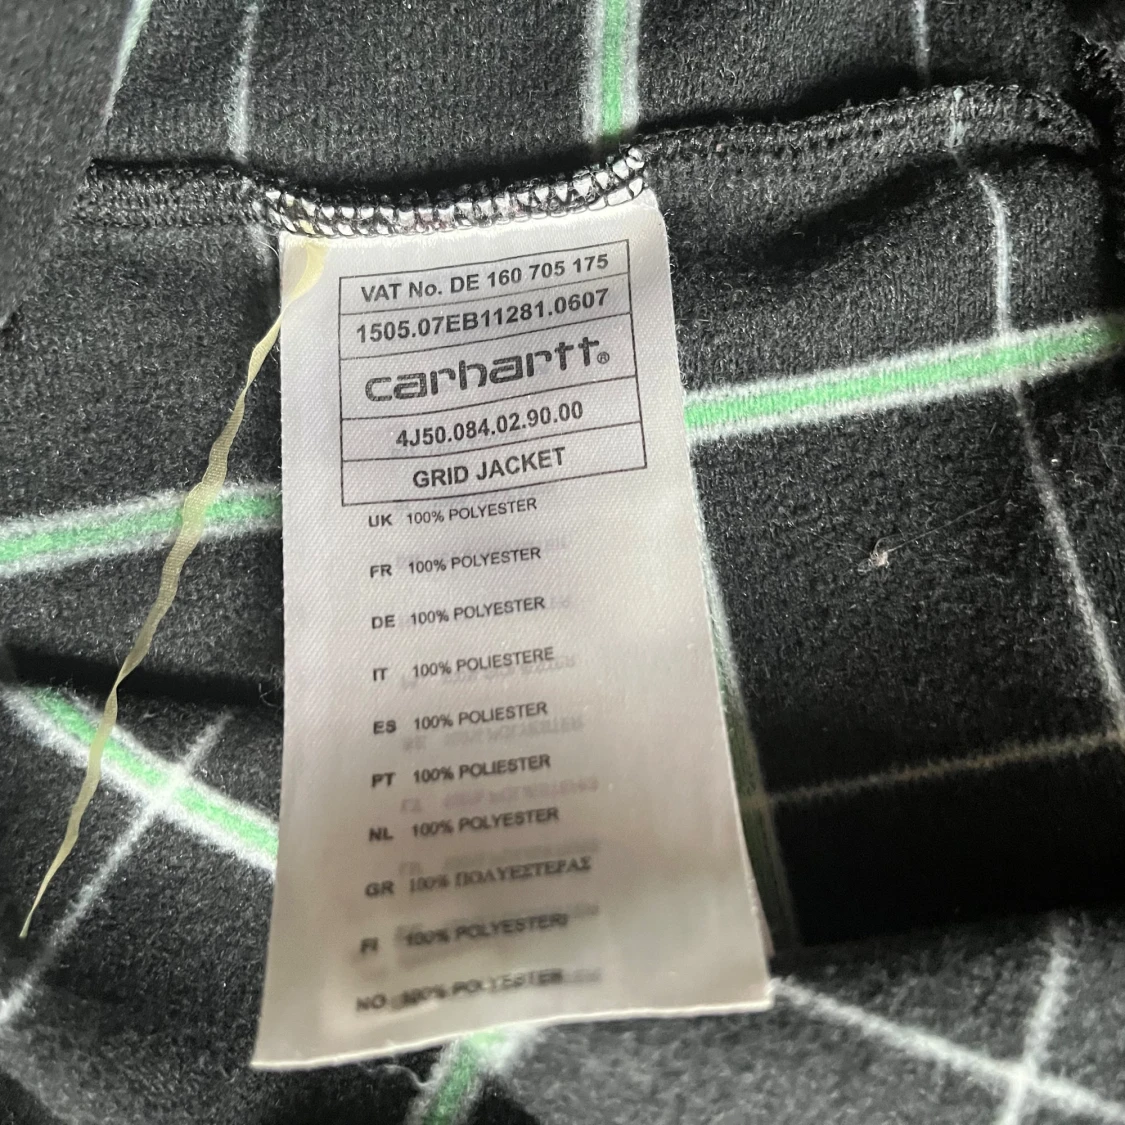 VAT No. DE 160 705 175
1505.07EB11281.0607
carhartt®
4J50.084.02.90.00
GRID JACKET
UK 100% POLYESTER
FR 100% POLYESTER
DE 100% POLYESTER
IT 100% POLIESTERE
ES 100% POLIESTER
PT 100% POLIESTER
NL 100% POLYESTER
GR 100% ΠΟΛΥΕΣΤΕΡΑΣ
FI 100% POLYESTERI
NO 100% POLYESTER